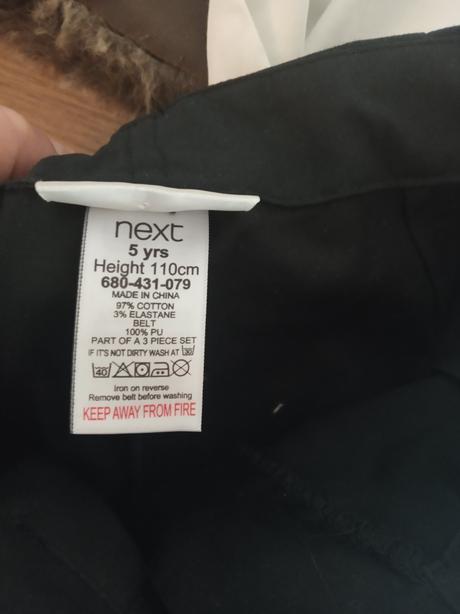 next
5 yrs
Height 110cm
680-431-079
MADE IN CHINA
97% COTTON
3% ELASTANE
BELT
100% PU
PART OF A 3 PIECE SET
IF IT'S NOT DIRTY WASH AT 30
40
Iron on reverse
Remove belt before washing
KEEP AWAY FROM FIRE